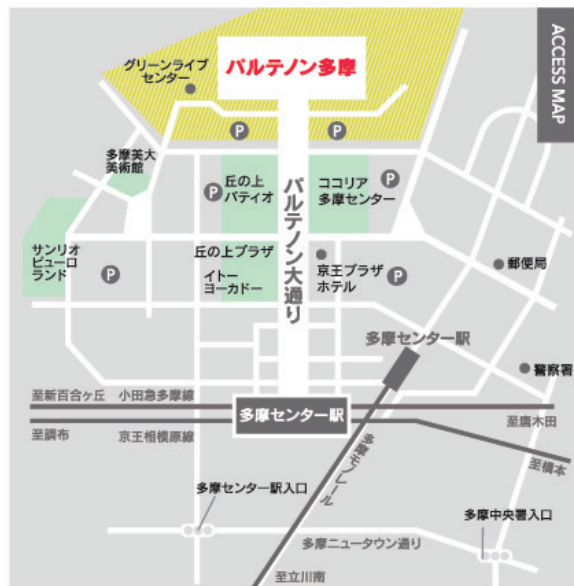 ACCESS MAP
グリーンライブ
センター
パルテノン多摩
P
P
多摩美大
美術館
P
丘の上
パティオ
パルテノン大通り
ココリア
多摩センター
P
サンリオ
ピューロ
ランド
P
丘の上プラザ
イトー
ヨーカドー
京王プラザ
ホテル
P
郵便局
多摩センター駅
警察署
至新百合ヶ丘
小田急多摩線
多摩センター駅
至唐木田
至調布
京王相模原線
多摩モノレール
至橋本
多摩センター駅入口
多摩中央署入口
多摩ニュータウン通り
至立川南